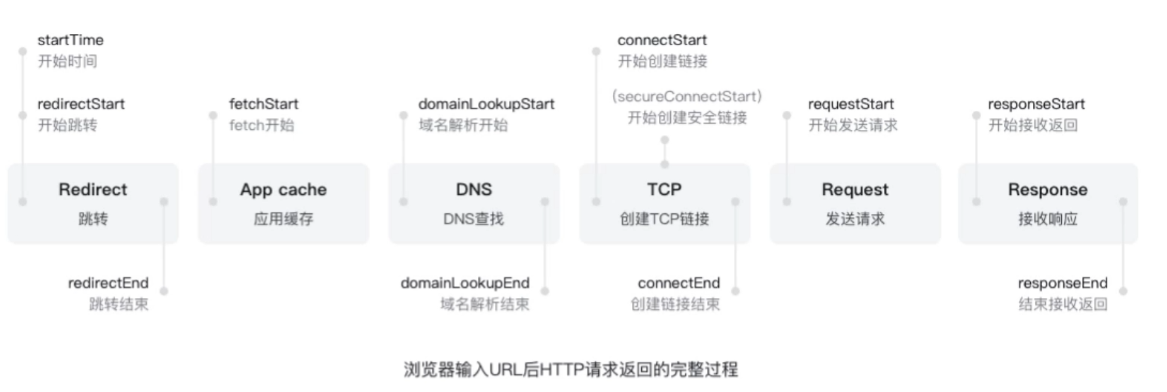 startTime
开始时间
redirectStart
开始跳转
fetchStart
fetch开始
domainLookupStart
域名解析开始
connectStart
开始创建链接
(secureConnectStart)
开始创建安全链接
requestStart
开始发送请求
responseStart
开始接收返回
Redirect
跳转
App cache
应用缓存
DNS
DNS查找
TCP
创建TCP链接
Request
发送请求
Response
接收响应
redirectEnd
跳转结束
domainLookupEnd
域名解析结束
connectEnd
创建链接结束
responseEnd
结束接收返回
浏览器输入URL后HTTP请求返回的完整过程